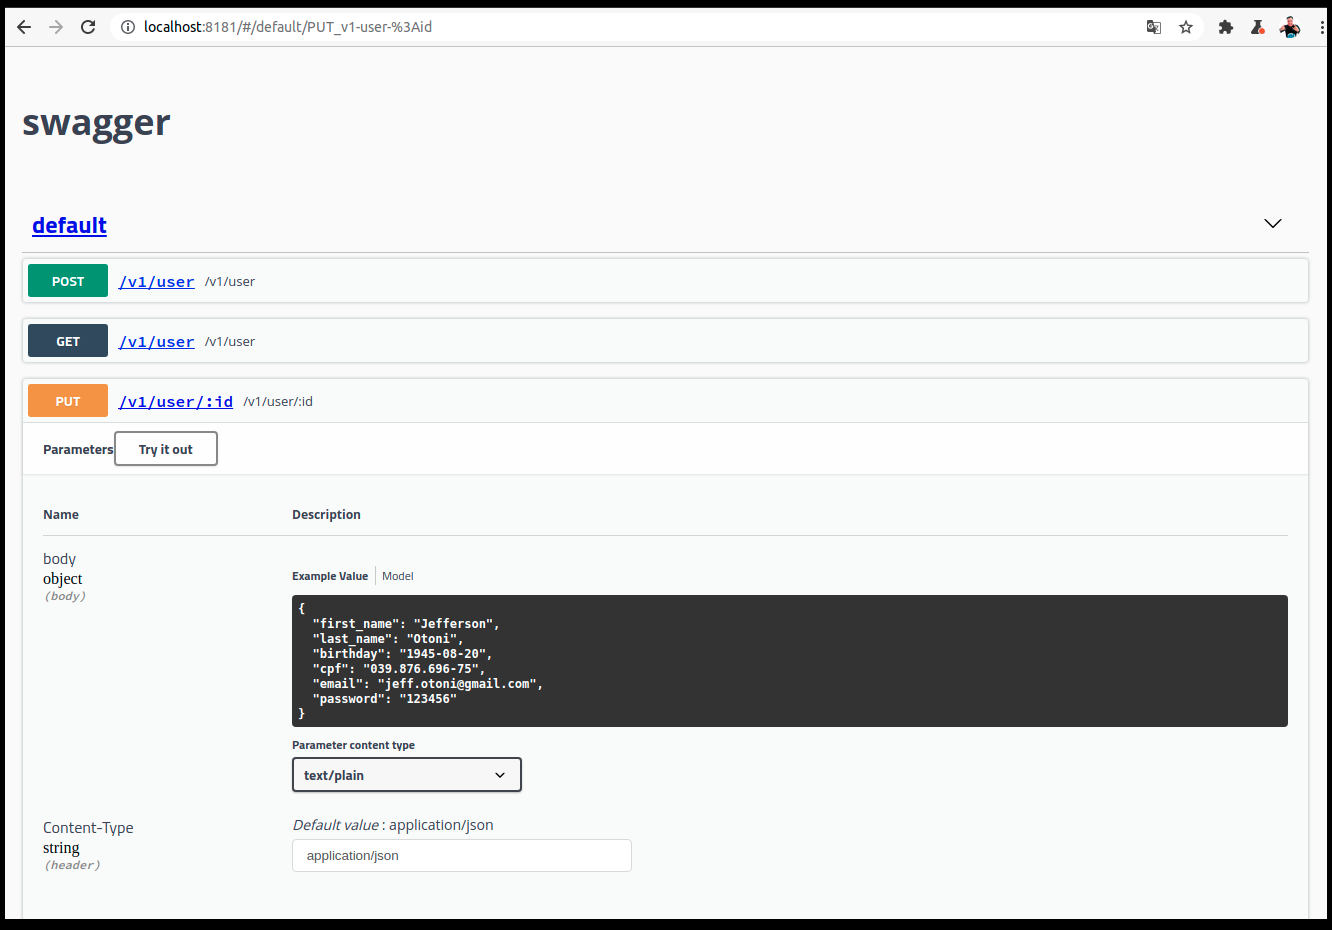 localhost:8181/#/default/PUT_v1-user-%3Aid
swagger
default
POST /v1/user /v1/user
GET /v1/user /v1/user
PUT /v1/user/:id /v1/user/:id
Parameters Try it out
Name Description
body
object
(body)
Example Value Model
{
"first_name": "Jefferson",
"last_name": "Otoni",
"birthday": "1945-08-20",
"cpf": "039.876.696-75",
"email": "jeff.otoni@gmail.com",
"password": "123456"
}
Parameter content type
text/plain
Content-Type
string
(header)
Default value : application/json
application/json